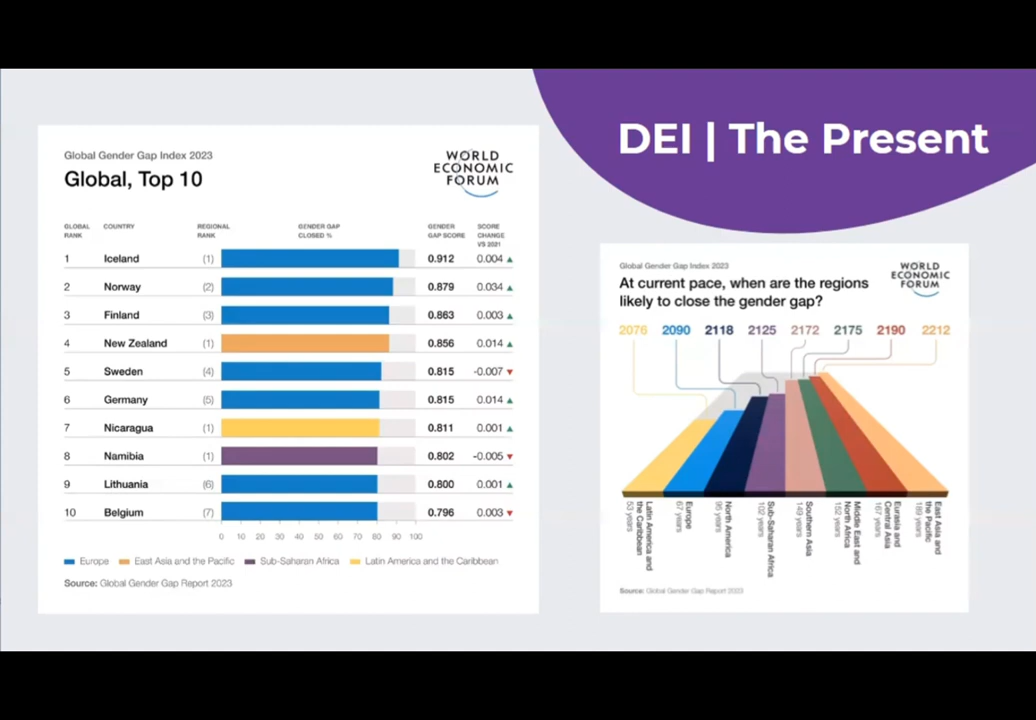 DEI | The Present
Global Gender Gap Index 2023
Global, Top 10
WORLD
ECONOMIC
FORUM
GLOBAL RANK COUNTRY REGIONAL RANK GENDER GAP CLOSED % GENDER GAP SCORE SCORE CHANGE VS 2021
1 Iceland (1) 0.912 0.004
2 Norway (2) 0.879 0.034
3 Finland (3) 0.863 0.003
4 New Zealand (1) 0.856 0.014
5 Sweden (4) 0.815 -0.007
6 Germany (5) 0.815 0.014
7 Nicaragua (1) 0.811 0.001
8 Namibia (1) 0.802 -0.005
9 Lithuania (6) 0.800 0.001
10 Belgium (7) 0.796 0.003
0 10 20 30 40 50 60 70 80 90 100
Europe East Asia and the Pacific Sub-Saharan Africa Latin America and the Caribbean
Source: Global Gender Gap Report 2023
Global Gender Gap Index 2023
At current pace, when are the regions
likely to close the gender gap?
WORLD
ECONOMIC
FORUM
2076 2090 2118 2125 2172 2175 2190 2212
Latin America and
the Caribbean
53 years
Europe
67 years
North America
95 years
Sub-Saharan Africa
102 years
Southern Asia
149 years
Middle East and
North Africa
152 years
Eurasia and
Central Asia
167 years
East Asia and
the Pacific
189 years
Source: Global Gender Gap Report 2023